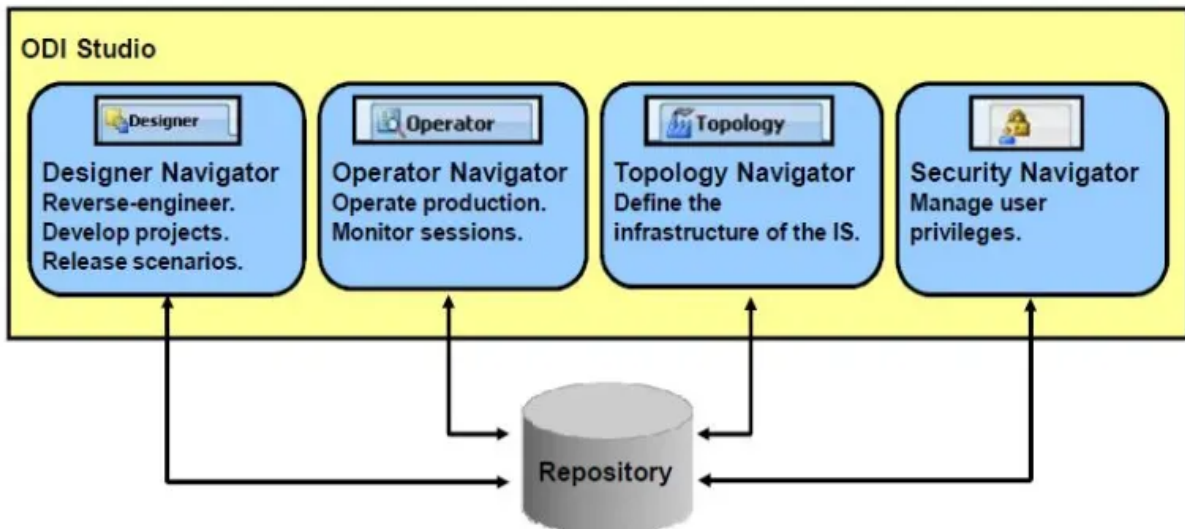 ODI Studio
Designer
Designer Navigator
Reverse-engineer.
Develop projects.
Release scenarios.
Operator
Operator Navigator
Operate production.
Monitor sessions.
Topology
Topology Navigator
Define the
infrastructure of the IS.
Security Navigator
Manage user
privileges.
Repository